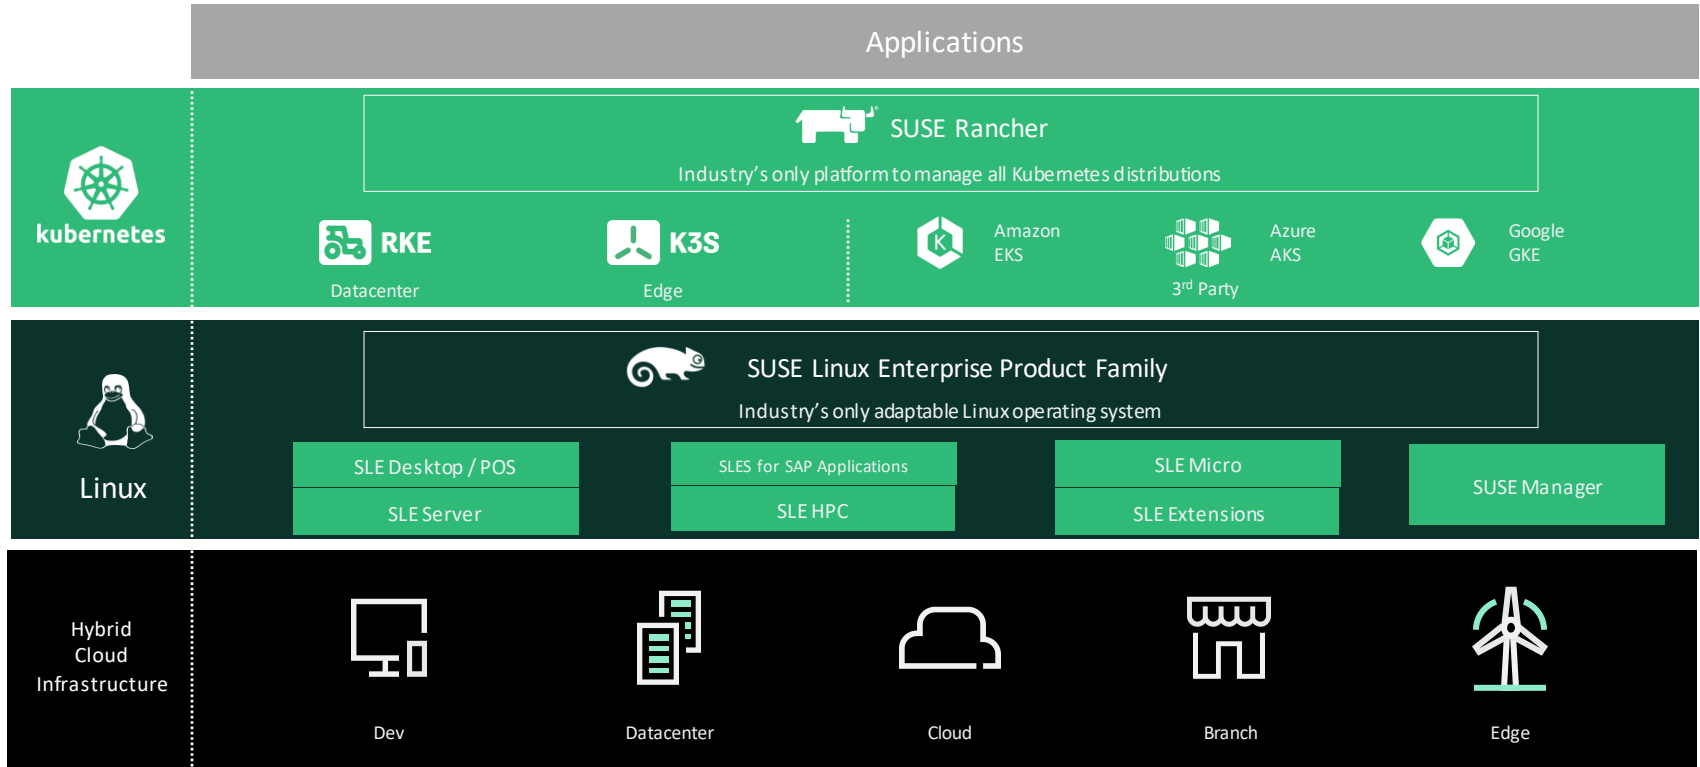 Applications
kubernetes
SUSE Rancher
Industry's only platform to manage all Kubernetes distributions
RKE
Datacenter
K3S
Edge
K
Amazon
EKS
Azure
AKS
3rd Party
Google
GKE
Linux
SUSE Linux Enterprise Product Family
Industry's only adaptable Linux operating system
SLE Desktop / POS
SLE Server
SLES for SAP Applications
SLE HPC
SLE Micro
SLE Extensions
SUSE Manager
Hybrid
Cloud
Infrastructure
Dev
Datacenter
Cloud
Branch
Edge